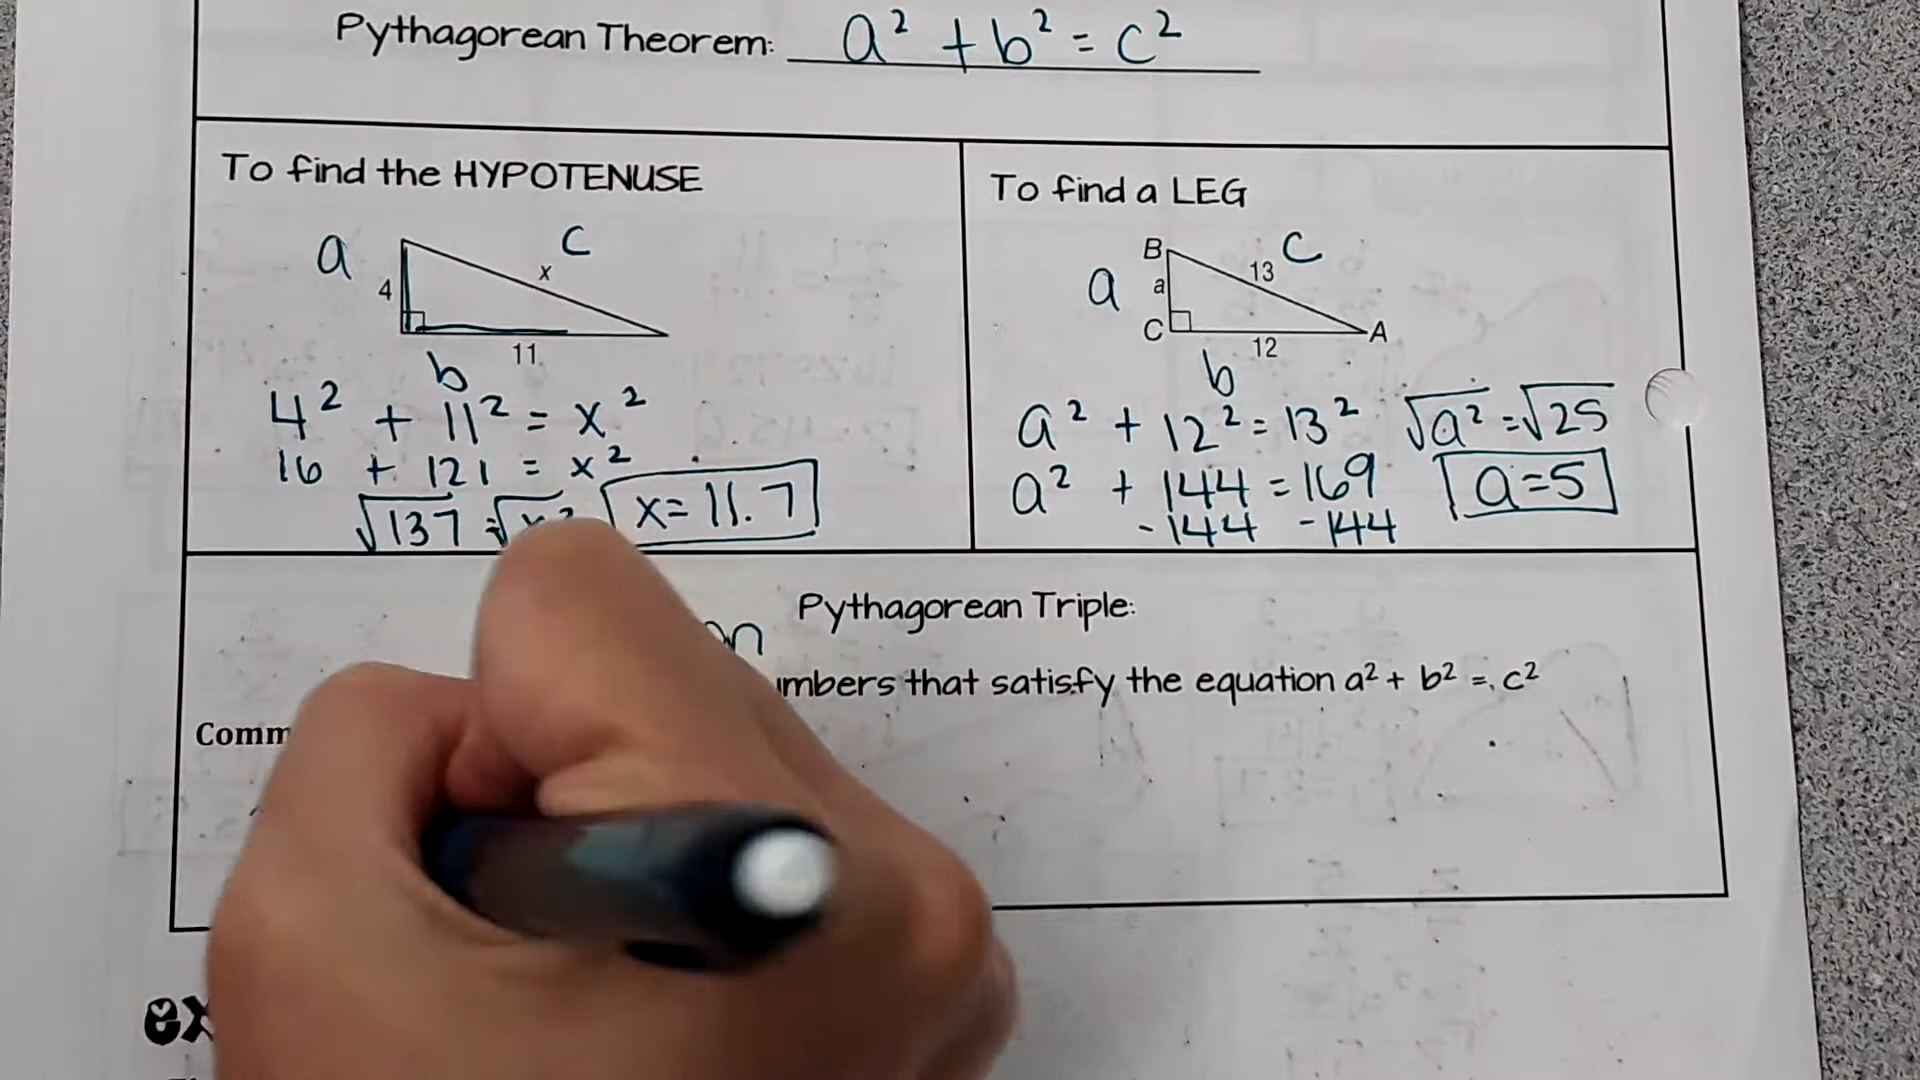 Pythagorean Theorem: a² + b² = c²
To find the HYPOTENUSE
a
c
4
x
11
b
4² + 11² = x²
16 + 121 = x²
√137 = √x²
x = 11.7
To find a LEG
B
c
13
a
a
C
A
12
b
a² + 12² = 13²
√a² = √25
a² + 144 = 169
a = 5
-144 -144
Pythagorean Triple:
that satisfy the equation a² + b² = c²